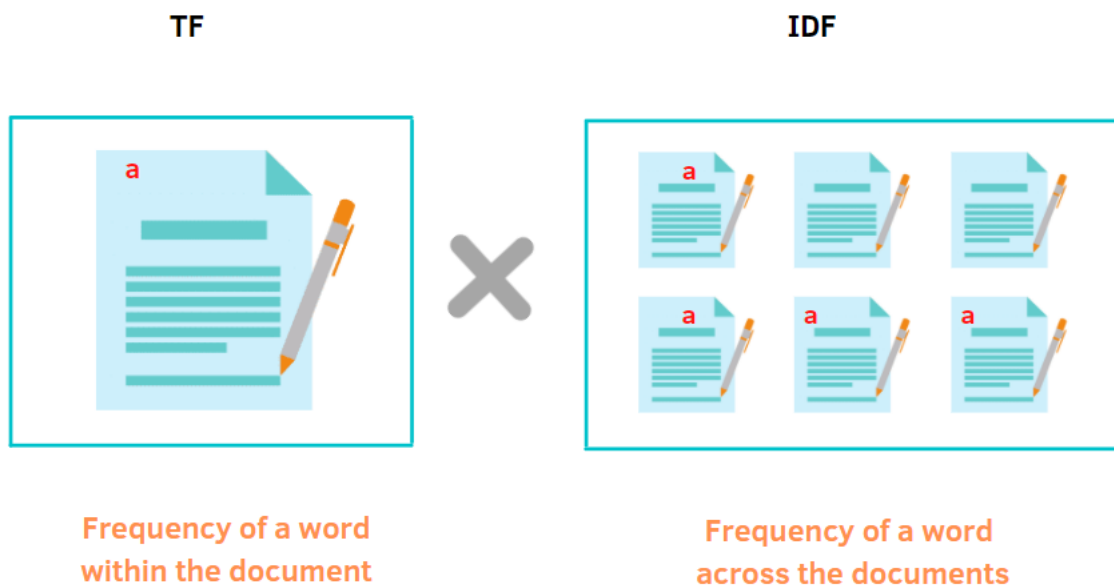 TF
IDF
a
a
a
a
a
Frequency of a word
within the document
Frequency of a word
across the documents